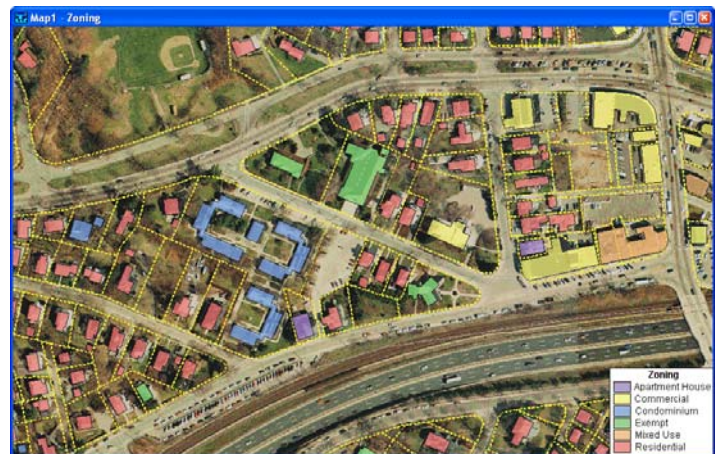 Map1 - Zoning
Zoning
Apartment House
Commercial
Condominium
Exempt
Mixed Use
Residential